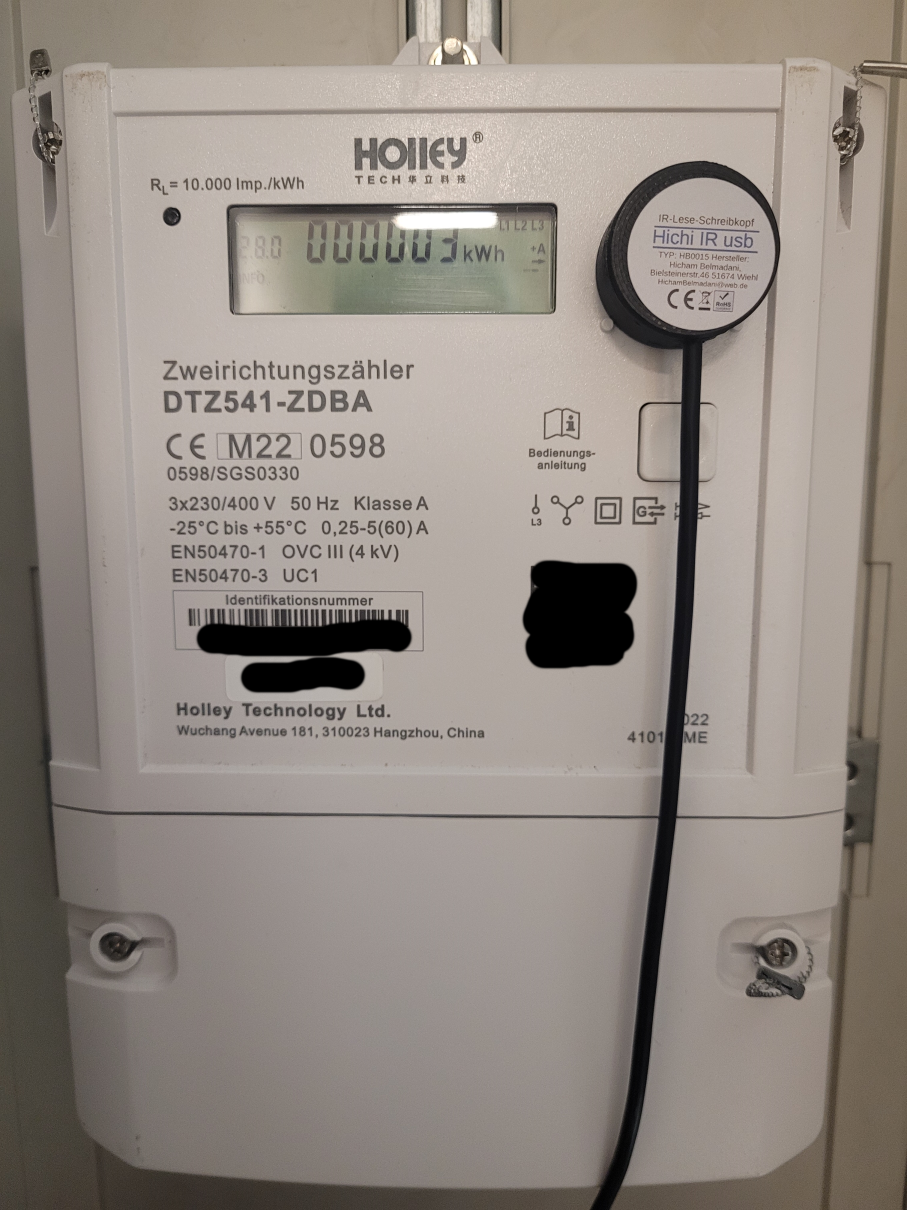 HOLLEY®
TECH 华立科技
RL= 10.000 Imp./kWh
L1 L2 L3
2.8.0 000003 kWh +A
INFO
IR-Lese-Schreibkopf
Hichi IR usb
TYP: HB0015 Hersteller:
Hicham Belmadani,
Bielsteinerstr.46 51674 Wiehl
HichamBelmadani@web.de
CE RoHS
Zweirichtungszähler
DTZ541-ZDBA
CE M22 0598
0598/SGS0330
Bedienungs-
anleitung
3x230/400 V 50 Hz Klasse A
-25°C bis +55°C 0,25-5(60) A
L3 G
EN50470-1 OVC III (4 kV)
EN50470-3 UC1
Identifikationsnummer
Holley Technology Ltd.
Wuchang Avenue 181, 310023 Hangzhou, China
022
4101 ME